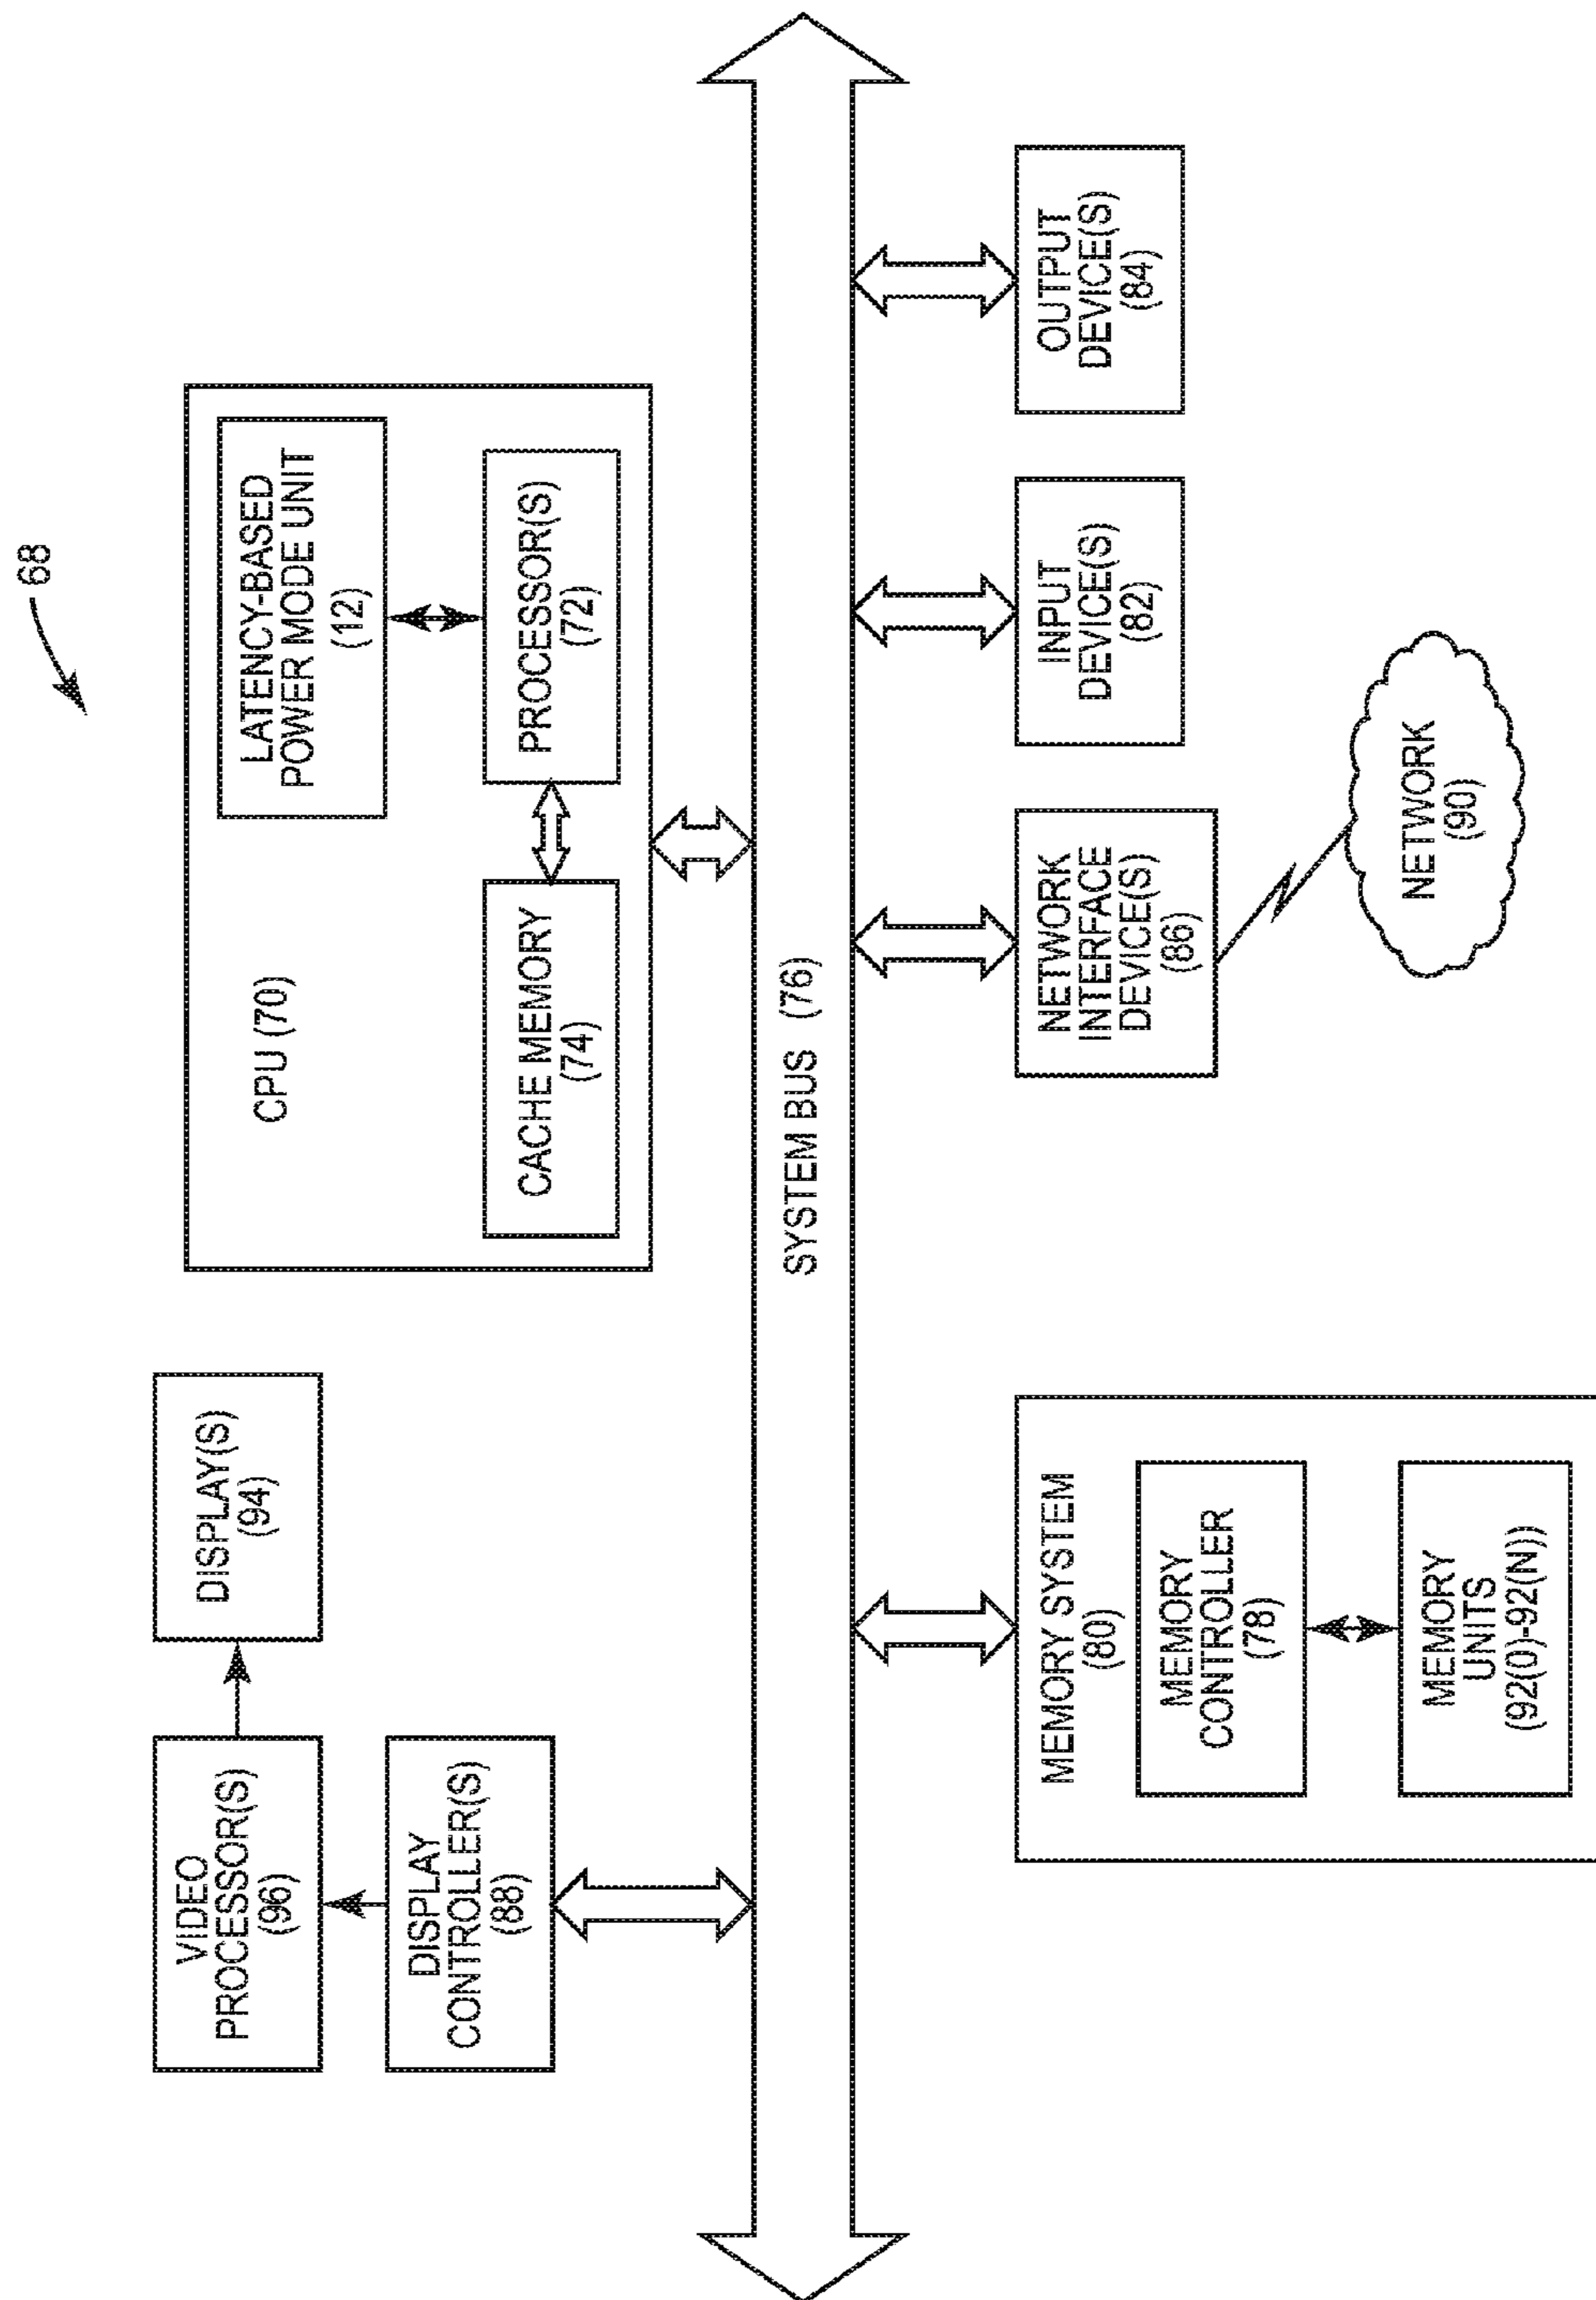 68
VIDEO
PROCESSOR(S)
(96)
DISPLAY(S)
(94)
DISPLAY
CONTROLLER(S)
(88)
CPU (70)
LATENCY-BASED
POWER MODE UNIT
(12)
CACHE MEMORY
(74)
PROCESSOR(S)
(72)
SYSTEM BUS (76)
MEMORY SYSTEM
(80)
MEMORY
CONTROLLER
(78)
MEMORY
UNITS
(92(0)-92(N))
NETWORK
INTERFACE
DEVICE(S)
(86)
INPUT
DEVICE(S)
(82)
OUTPUT
DEVICE(S)
(84)
NETWORK
(90)